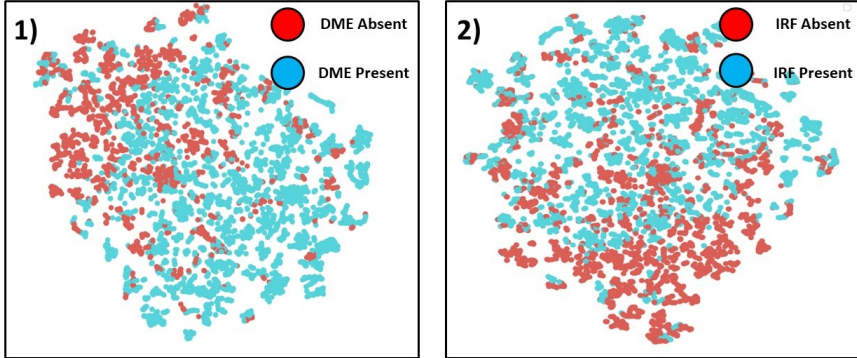 1)
DME Absent
DME Present
2)
IRF Absent
IRF Present